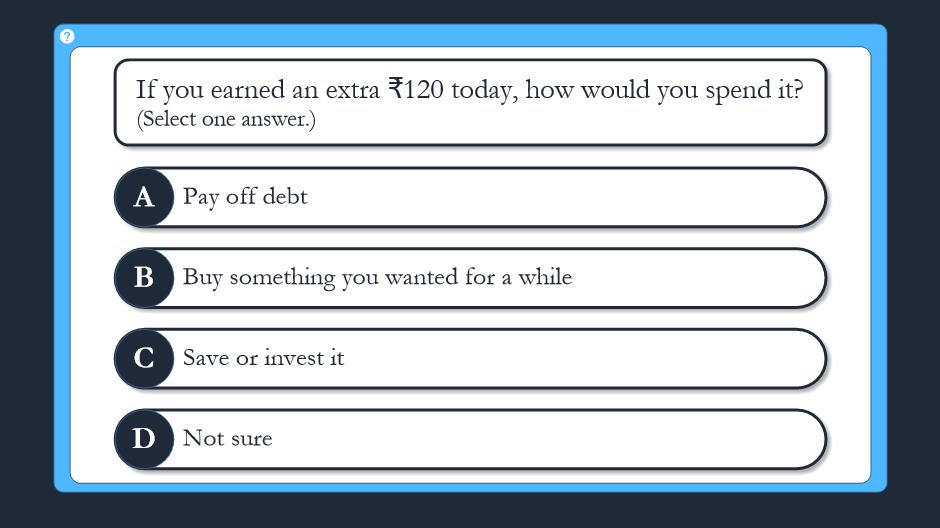 ?
If you earned an extra ₹120 today, how would you spend it?
(Select one answer.)
A Pay off debt
B Buy something you wanted for a while
C Save or invest it
D Not sure